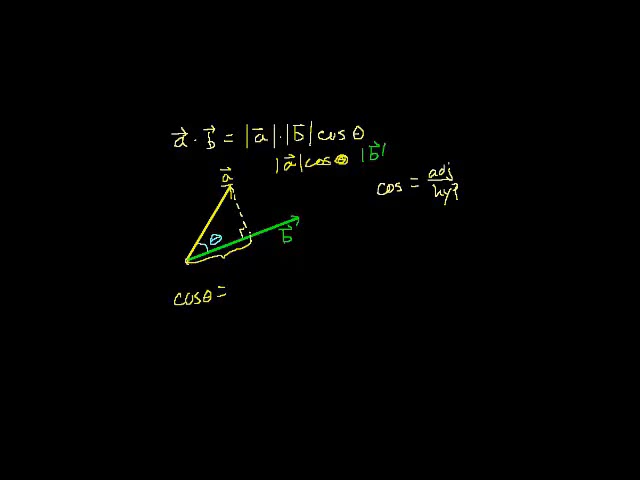 a⃗ · b⃗ = |a⃗| · |b⃗| cos θ
|a⃗| cos θ |b⃗|
cos = adj/hyp
a⃗
θ
b⃗
cosθ =